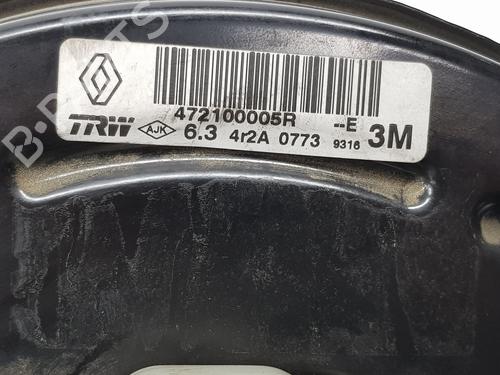 472100005R --E
TRW AJK 6.3 4r2A 0773 9316 3M
B-PARTS